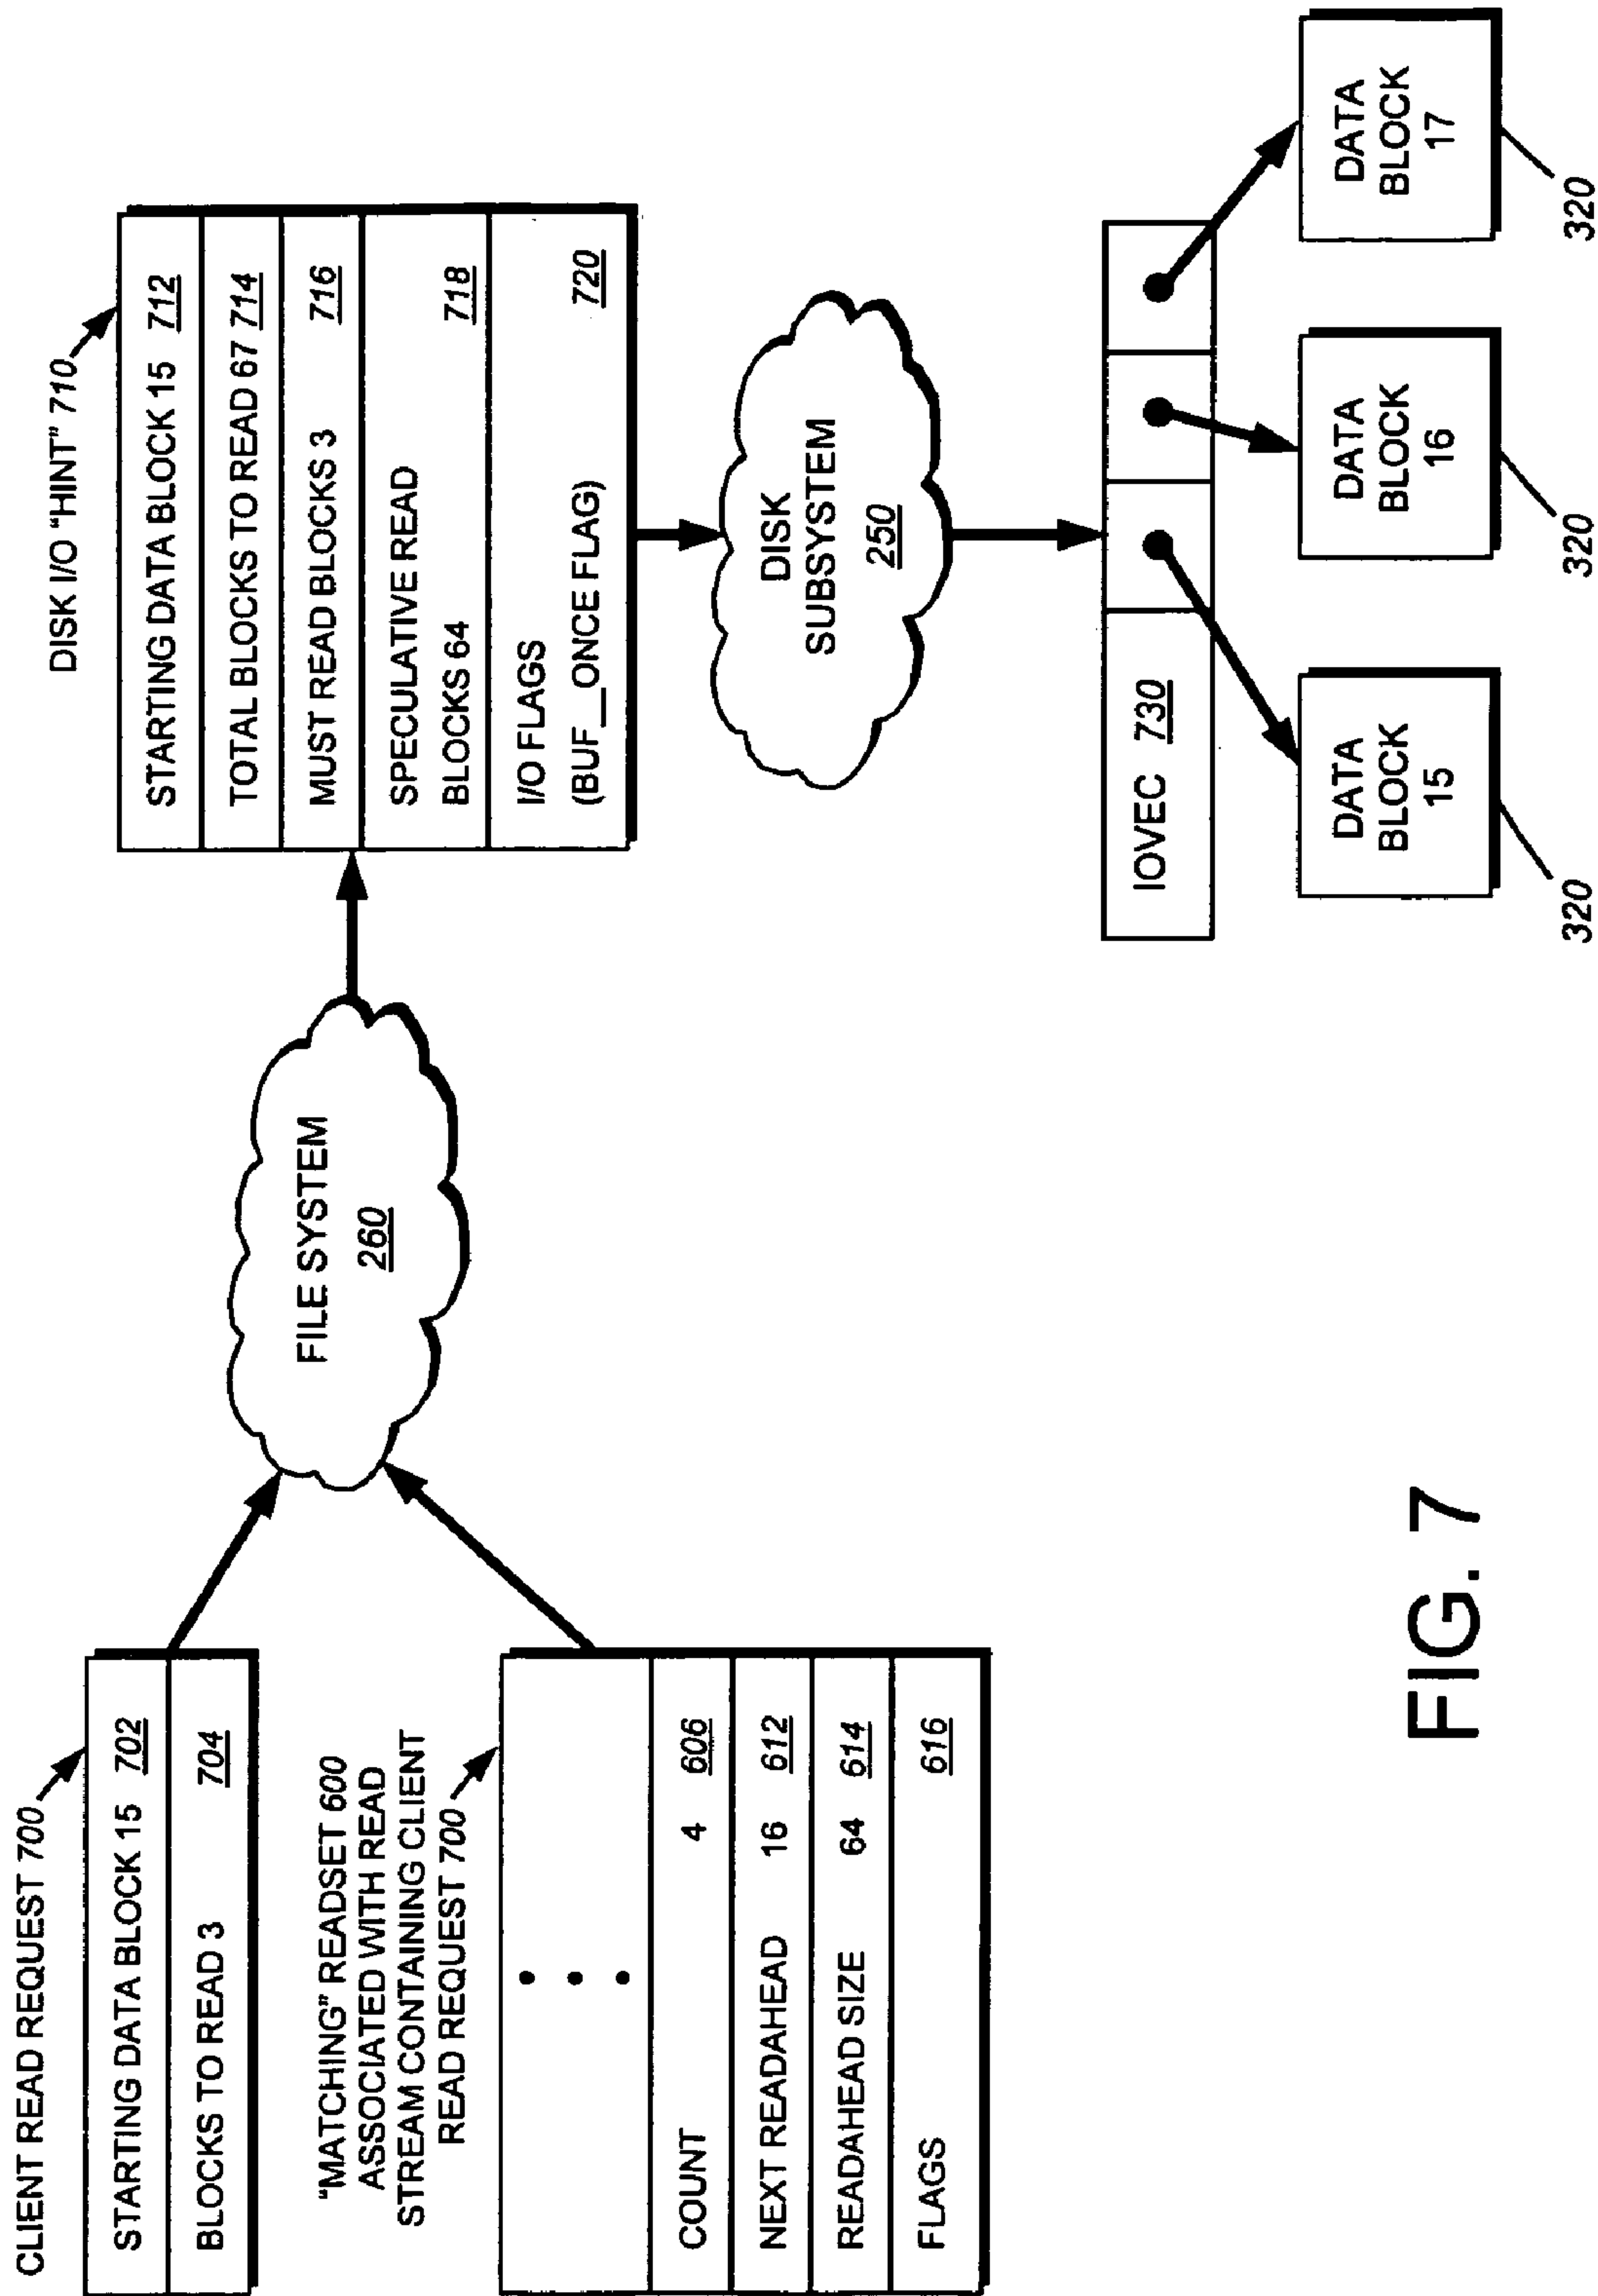 CLIENT READ REQUEST 700
STARTING DATA BLOCK 15 702
BLOCKS TO READ 3 704
"MATCHING" READSET 600
ASSOCIATED WITH READ
STREAM CONTAINING CLIENT
READ REQUEST 700
COUNT 4 606
NEXT READAHEAD 16 612
READAHEAD SIZE 64 614
FLAGS 616
FILE SYSTEM
260
DISK I/O "HINT" 710
STARTING DATA BLOCK 15 712
TOTAL BLOCKS TO READ 67 714
MUST READ BLOCKS 3 716
SPECULATIVE READ
BLOCKS 64 718
I/O FLAGS
(BUF__ONCE FLAG) 720
DISK
SUBSYSTEM
250
IOVEC 730
DATA
BLOCK
15
320
DATA
BLOCK
16
320
DATA
BLOCK
17
320
FIG. 7